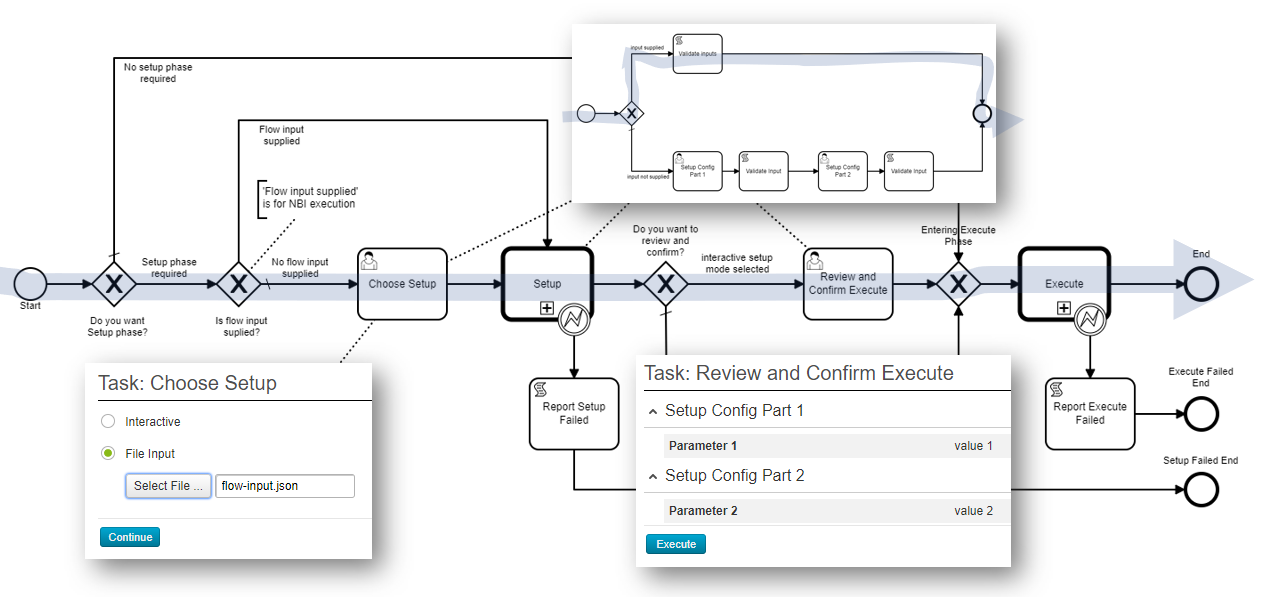 No setup phase
required
Flow input
supplied
'Flow input supplied'
is for NBI execution
input supplied
Validate inputs
input not supplied
Setup Config
Part 1
Validate Input
Setup Config
Part 2
Validate Input
Start
Do you want
Setup phase?
Setup phase
required
Is flow input
suplied?
No flow input
supplied
Choose Setup
Setup
Do you want to
review and
confirm?
interactive setup
mode selected
Review and
Confirm Execute
Entering Execute
Phase
Execute
End
Report Setup
Failed
Report Execute
Failed
Execute Failed
End
Setup Failed End
Task: Choose Setup
Interactive
File Input
Select File ...
flow-input.json
Continue
Task: Review and Confirm Execute
Setup Config Part 1
Parameter 1 value 1
Setup Config Part 2
Parameter 2 value 2
Execute